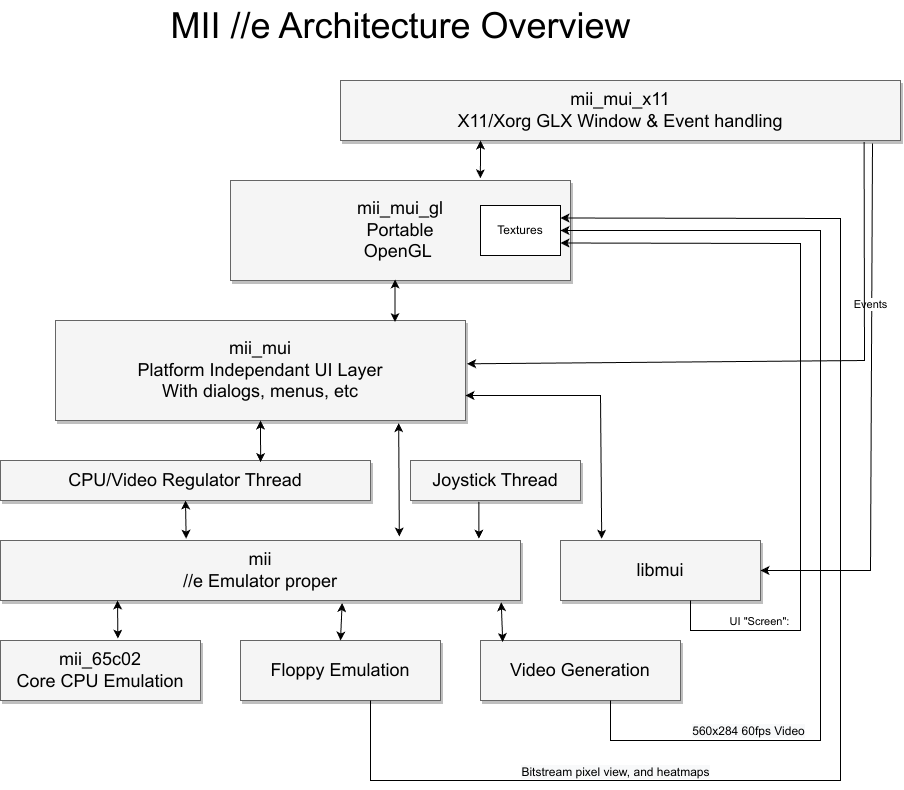 MII //e Architecture Overview
mii_mui_x11
X11/Xorg GLX Window & Event handling
mii_mui_gl
Portable
OpenGL
Textures
Events
mii_mui
Platform Independant UI Layer
With dialogs, menus, etc
CPU/Video Regulator Thread
Joystick Thread
mii
//e Emulator proper
libmui
UI "Screen":
mii_65c02
Core CPU Emulation
Floppy Emulation
Video Generation
560x284 60fps Video
Bitstream pixel view, and heatmaps